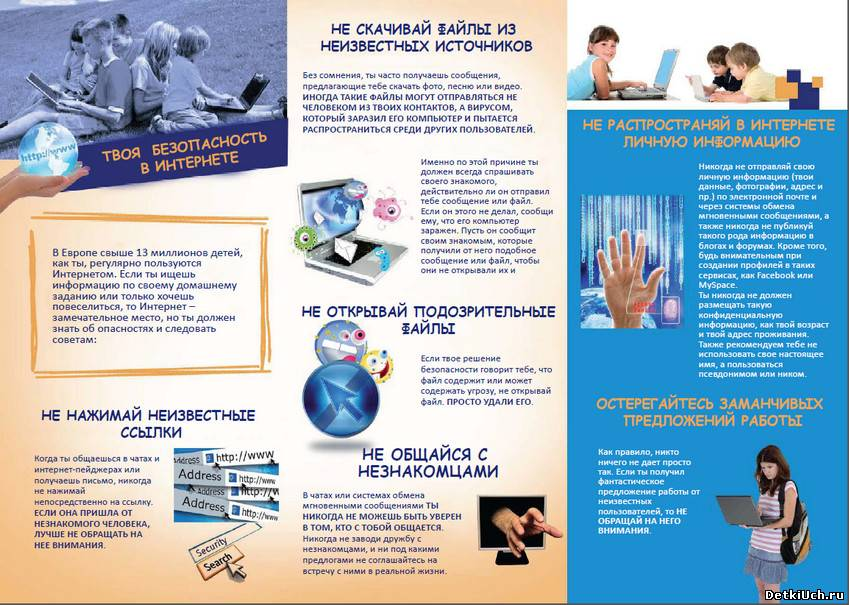 http://www
ТВОЯ БЕЗОПАСНОСТЬ
В ИНТЕРНЕТЕ
В Европе свыше 13 миллионов детей,
как ты, регулярно пользуются
Интернетом. Если ты ищешь
информацию по своему домашнему
заданию или только хочешь
повеселиться, то Интернет –
замечательное место, но ты должен
знать об опасностях и следовать
советам:
НЕ НАЖИМАЙ НЕИЗВЕСТНЫЕ
ССЫЛКИ
Когда ты общаешься в чатах и
интернет-пейджерах или
получаешь письмо, никогда
не нажимай
непосредственно на ссылку.
ЕСЛИ ОНА ПРИШЛА ОТ
НЕЗНАКОМОГО ЧЕЛОВЕКА,
ЛУЧШЕ НЕ ОБРАЩАТЬ НА
НЕЕ ВНИМАНИЯ.
Address http://www
Address http://www.
Address http://www
Address http://www.
Security
Search
НЕ СКАЧИВАЙ ФАЙЛЫ ИЗ
НЕИЗВЕСТНЫХ ИСТОЧНИКОВ
Без сомнения, ты часто получаешь сообщения,
предлагающие тебе скачать фото, песню или видео.
ИНОГДА ТАКИЕ ФАЙЛЫ МОГУТ ОТПРАВЛЯТЬСЯ НЕ
ЧЕЛОВЕКОМ ИЗ ТВОИХ КОНТАКТОВ, А ВИРУСОМ,
КОТОРЫЙ ЗАРАЗИЛ ЕГО КОМПЬЮТЕР И ПЫТАЕТСЯ
РАСПРОСТРАНИТЬСЯ СРЕДИ ДРУГИХ ПОЛЬЗОВАТЕЛЕЙ.
Именно по этой причине ты
должен всегда спрашивать
своего знакомого,
действительно ли он отправил
тебе сообщение или файл.
Если он этого не делал, сообщи
ему, что его компьютер
заражен. Пусть он сообщит
своим знакомым, которые
получили от него подобное
сообщение или файл, чтобы
они не открывали их и
НЕ ОТКРЫВАЙ ПОДОЗРИТЕЛЬНЫЕ
ФАЙЛЫ
Если твое решение
безопасности говорит тебе, что
файл содержит или может
содержать угрозу, не открывай
файл. ПРОСТО УДАЛИ ЕГО.
НЕ ОБЩАЙСЯ С
НЕЗНАКОМЦАМИ
В чатах или системах обмена
мгновенными сообщениями ТЫ
НИКОГДА НЕ МОЖЕШЬ БЫТЬ УВЕРЕН
В ТОМ, КТО С ТОБОЙ ОБЩАЕТСЯ.
Никогда не заводи дружбу с
незнакомцами, и ни под какими
предлогами не соглашайтесь на
встречу с ними в реальной жизни.
НЕ РАСПРОСТРАНЯЙ В ИНТЕРНЕТЕ
ЛИЧНУЮ ИНФОРМАЦИЮ
Никогда не отправляй свою
личную информацию (твои
данные, фотографии, адрес и
пр.) по электронной почте и
через системы обмена
мгновенными сообщениями, а
также никогда не публикуй
такого рода информацию в
блогах и форумах. Кроме того,
будь внимательным при
создании профилей в таких
сервисах, как Facebook или
MySpace.
Ты никогда не должен
размещать такую
конфиденциальную
информацию, как твой возраст
и твой адрес проживания.
Также рекомендуем тебе не
использовать свое настоящее
имя, а пользоваться
псевдонимом или ником.
ОСТЕРЕГАЙТЕСЬ ЗАМАНЧИВЫХ
ПРЕДЛОЖЕНИЙ РАБОТЫ
Как правило, никто
ничего не дает просто
так. Если ты получил
фантастическое
предложение работы от
неизвестных
пользователей, то НЕ
ОБРАЩАЙ НА НЕГО
ВНИМАНИЯ.
DetkiUch.ru